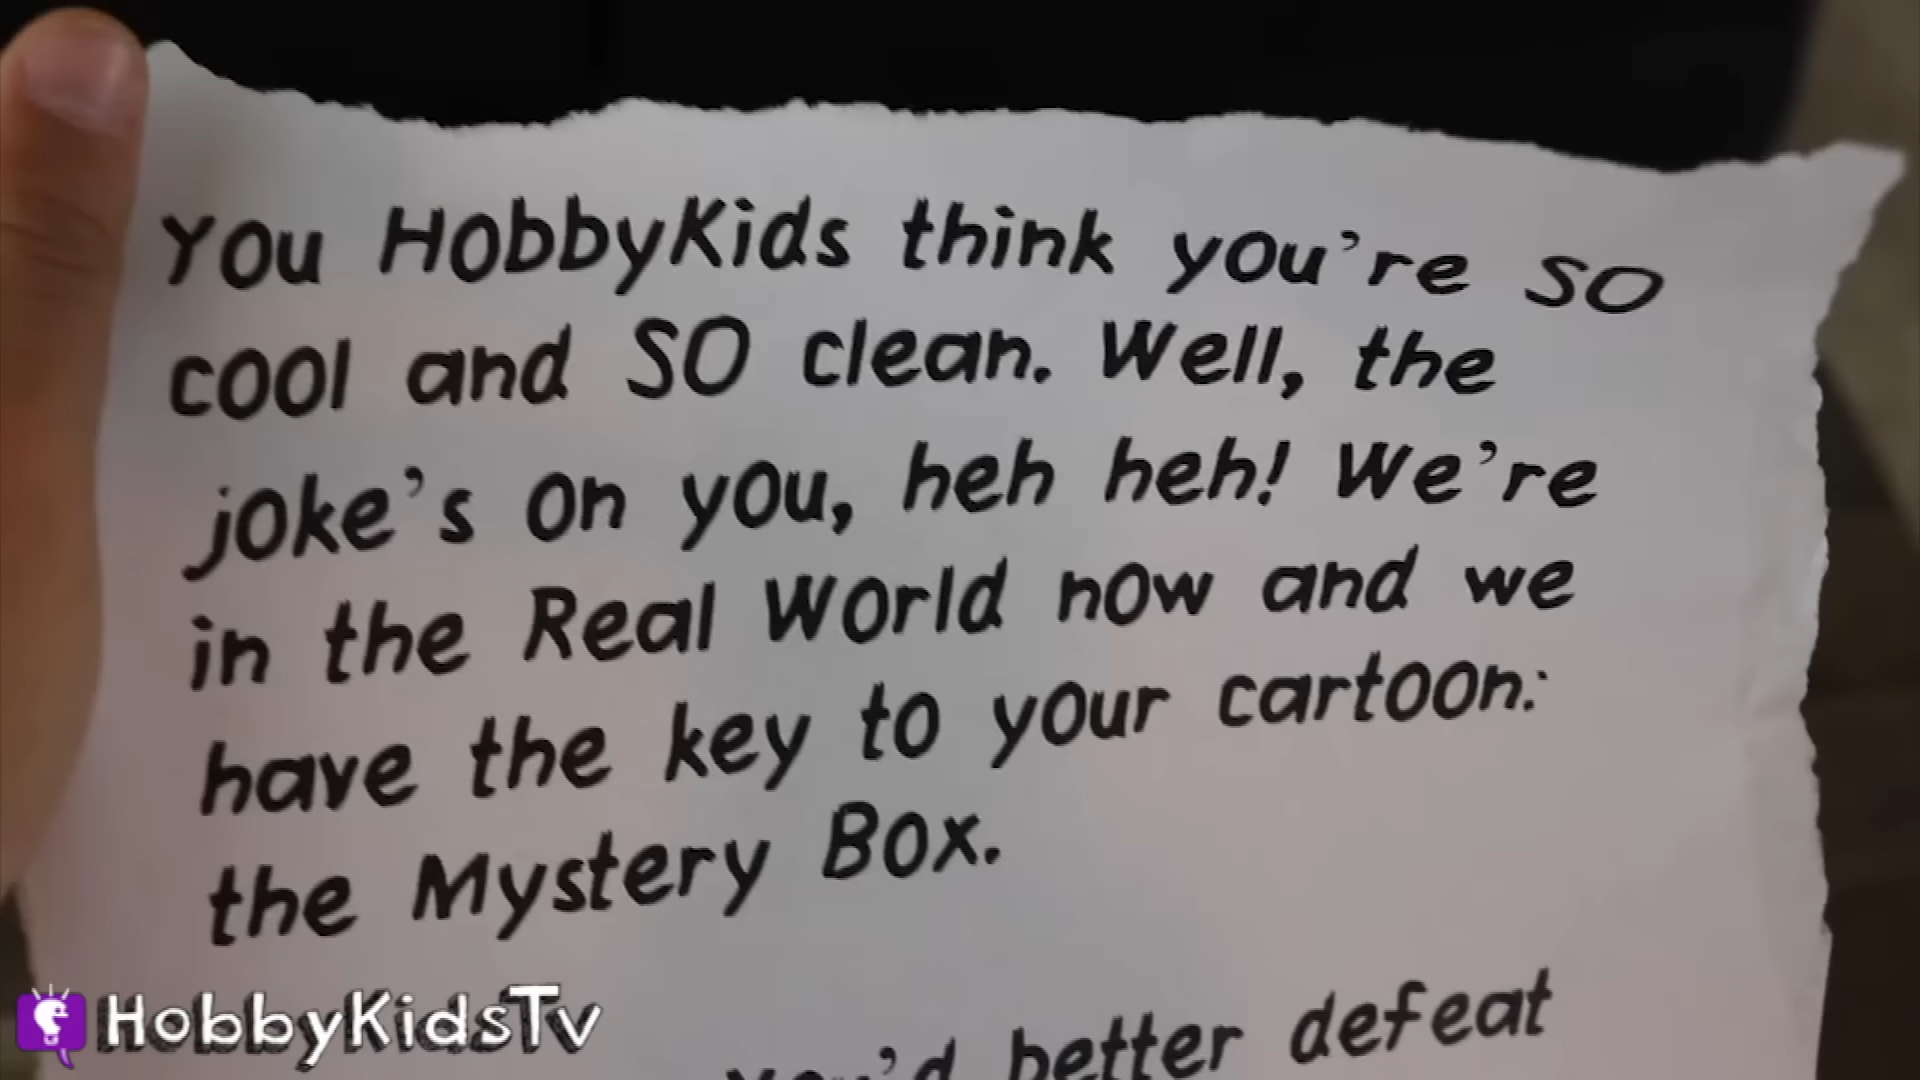 You HobbyKids think you're SO
cool and SO clean. Well, the
joke's on you, heh heh! We're
in the Real World now and we
have the key to your cartoon:
the Mystery Box.
you'd better defeat
HobbyKidsTv